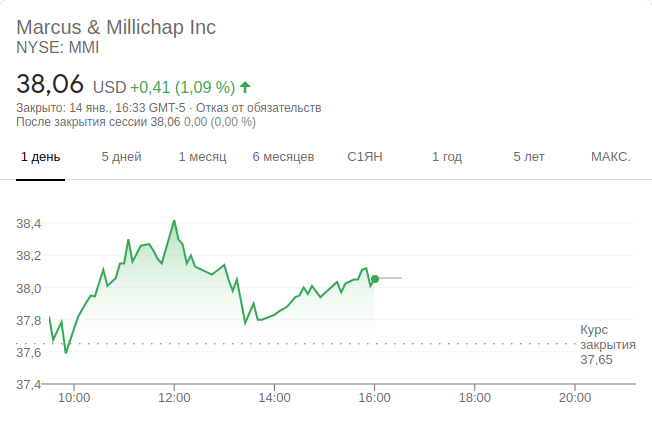 Marcus & Millichap Inc
NYSE: MMI
38,06 USD +0,41 (1,09 %)
Закрыто: 14 янв., 16:33 GMT-5 · Отказ от обязательств
После закрытия сессии 38,06 0,00 (0,00 %)
1 день 5 дней 1 месяц 6 месяцев С1ЯН 1 год 5 лет МАКС.
38,4
38,2
38,0
37,8
37,6
37,4
Курс
закрытия
37,65
10:00 12:00 14:00 16:00 18:00 20:00